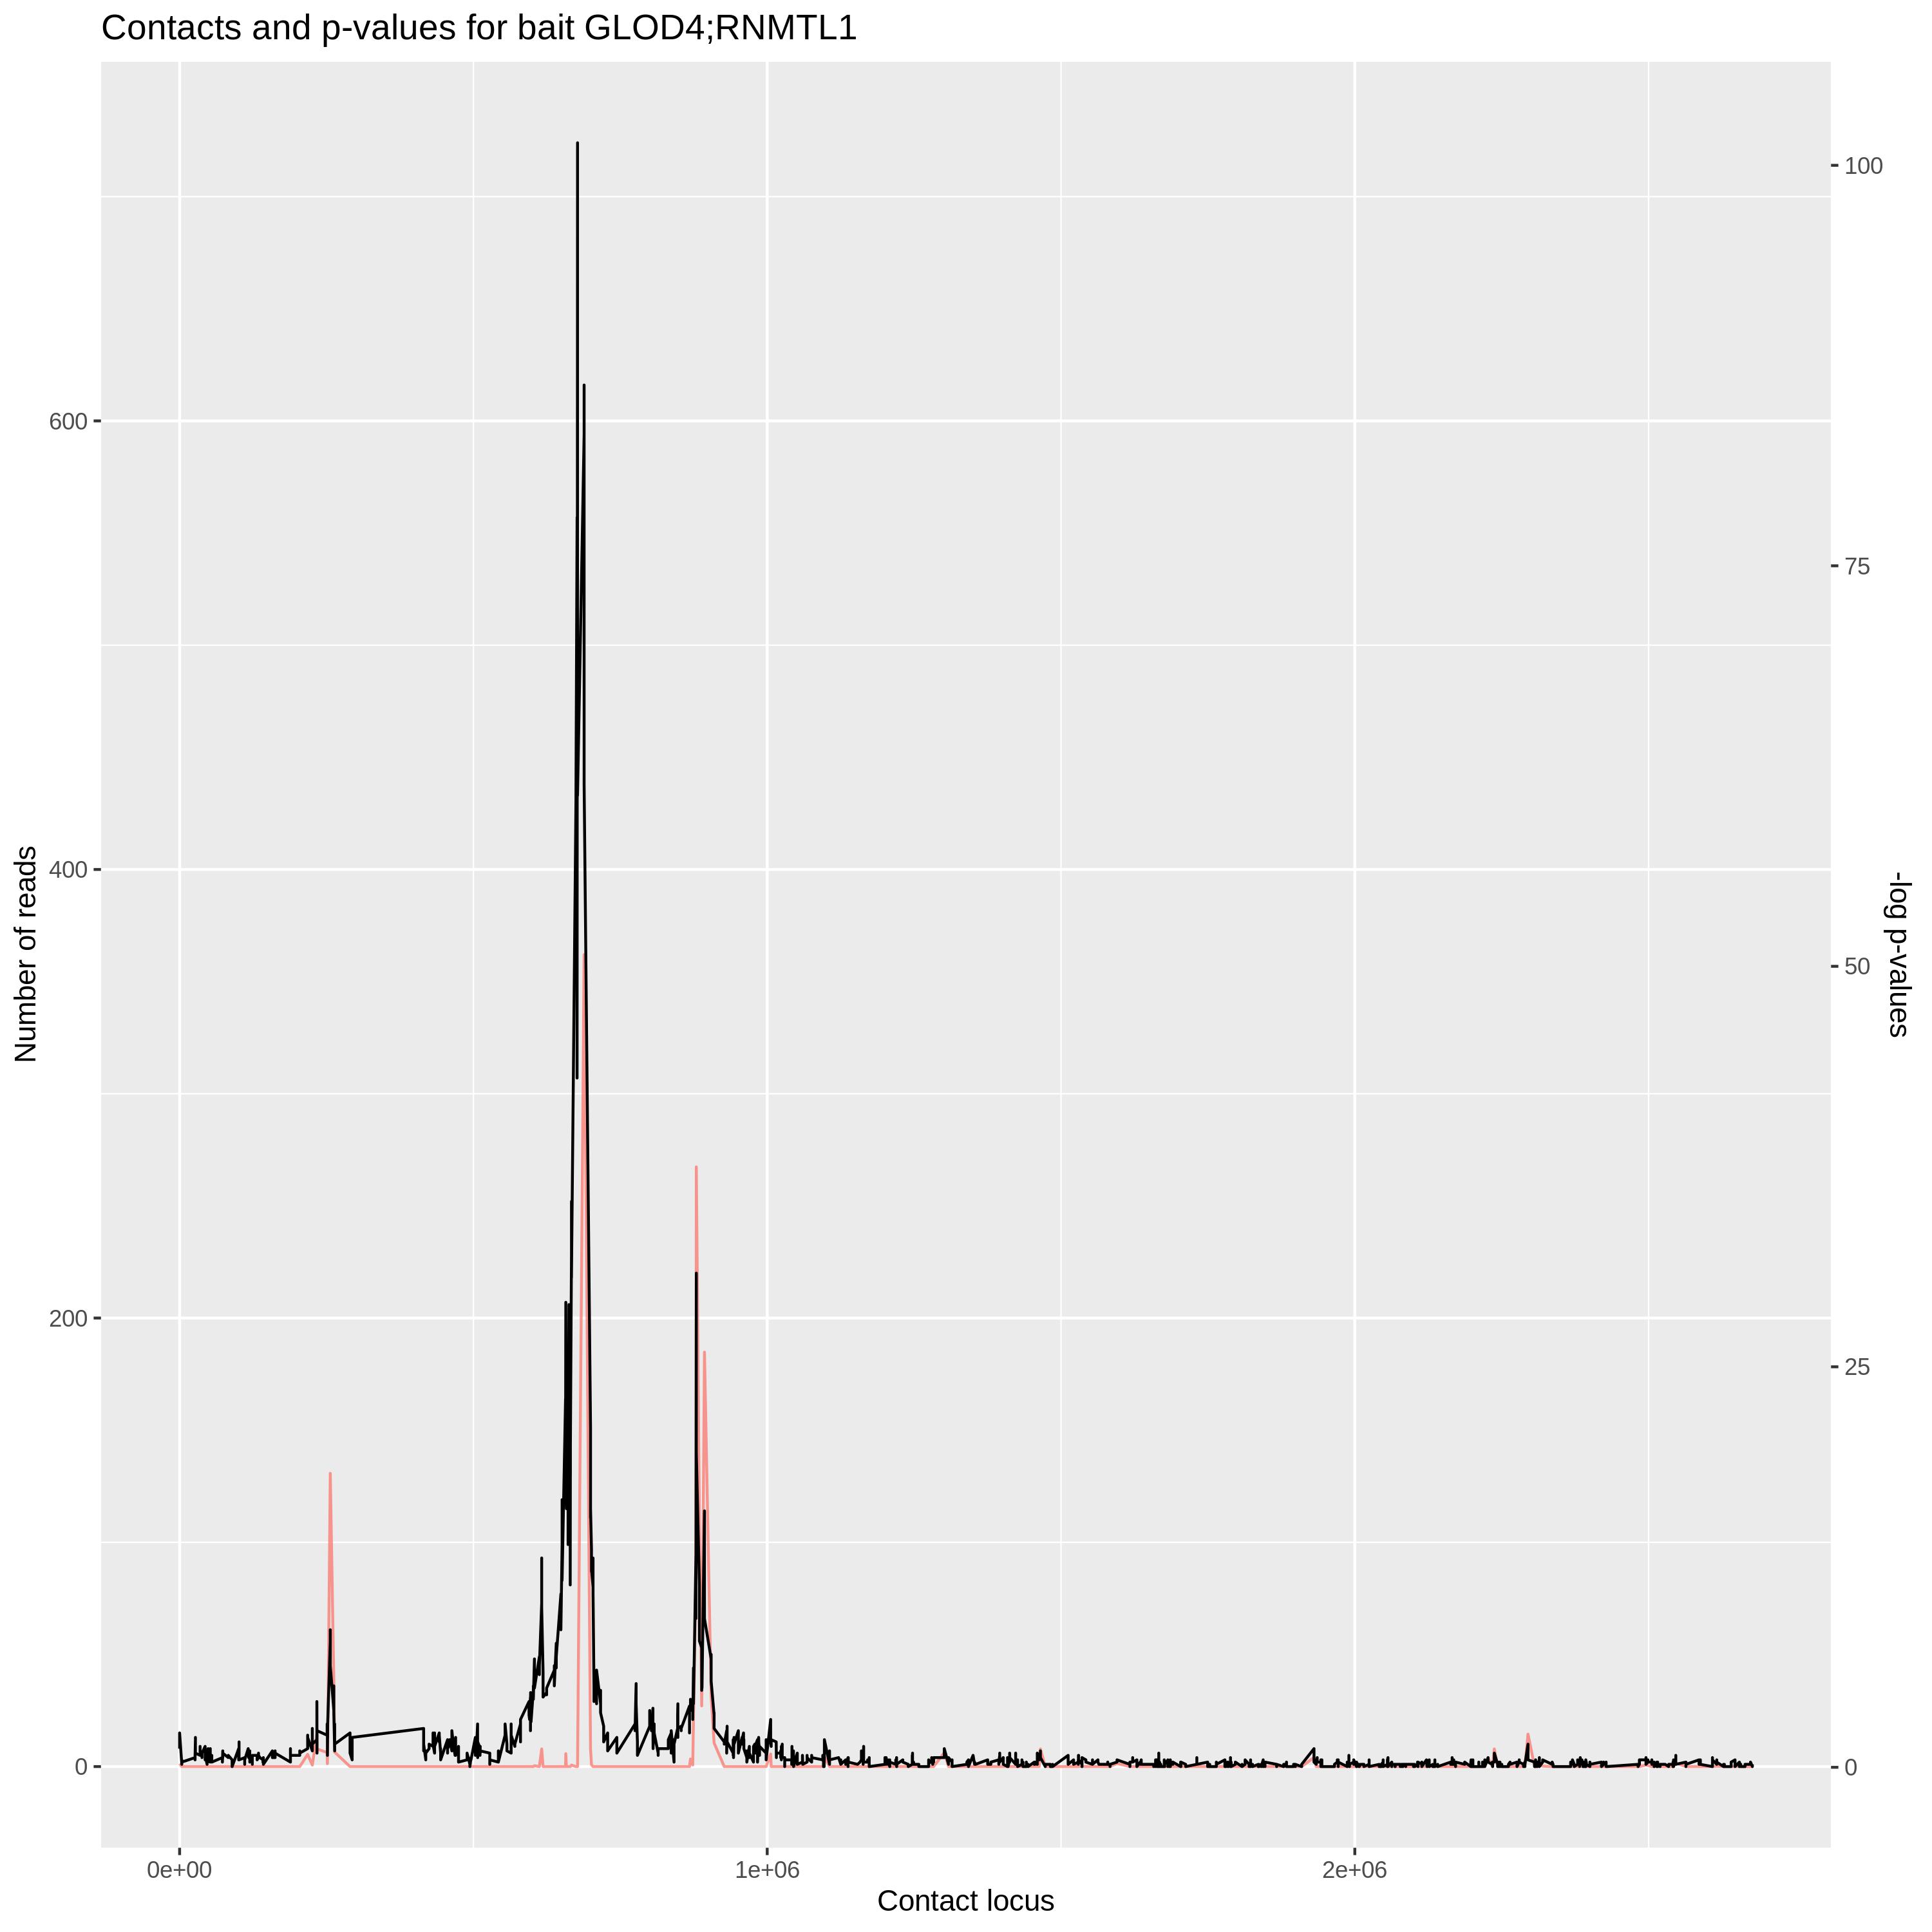 Contacts and p-values for bait GLOD4;RNMTL1
100
75
600
400
50
Number of reads
-log p-values
200
25
0
0
0e+00
1e+06
2e+06
Contact locus